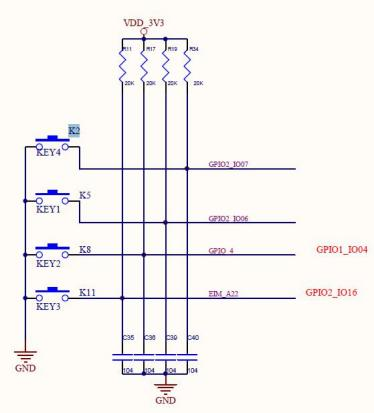 VDD_3V3
R11 R17 R19 R34
20K 20K 20K 20K
K2
KEY4
GPIO2_IO07
K5
KEY1
GPIO2_IO06
KEY2
K8
GPIO_4
GPIO1_IO04
KEY3
K11
EIM_A22
GPIO2_IO16
C35 C36 C39 C40
104 104 104 104
GND
GND